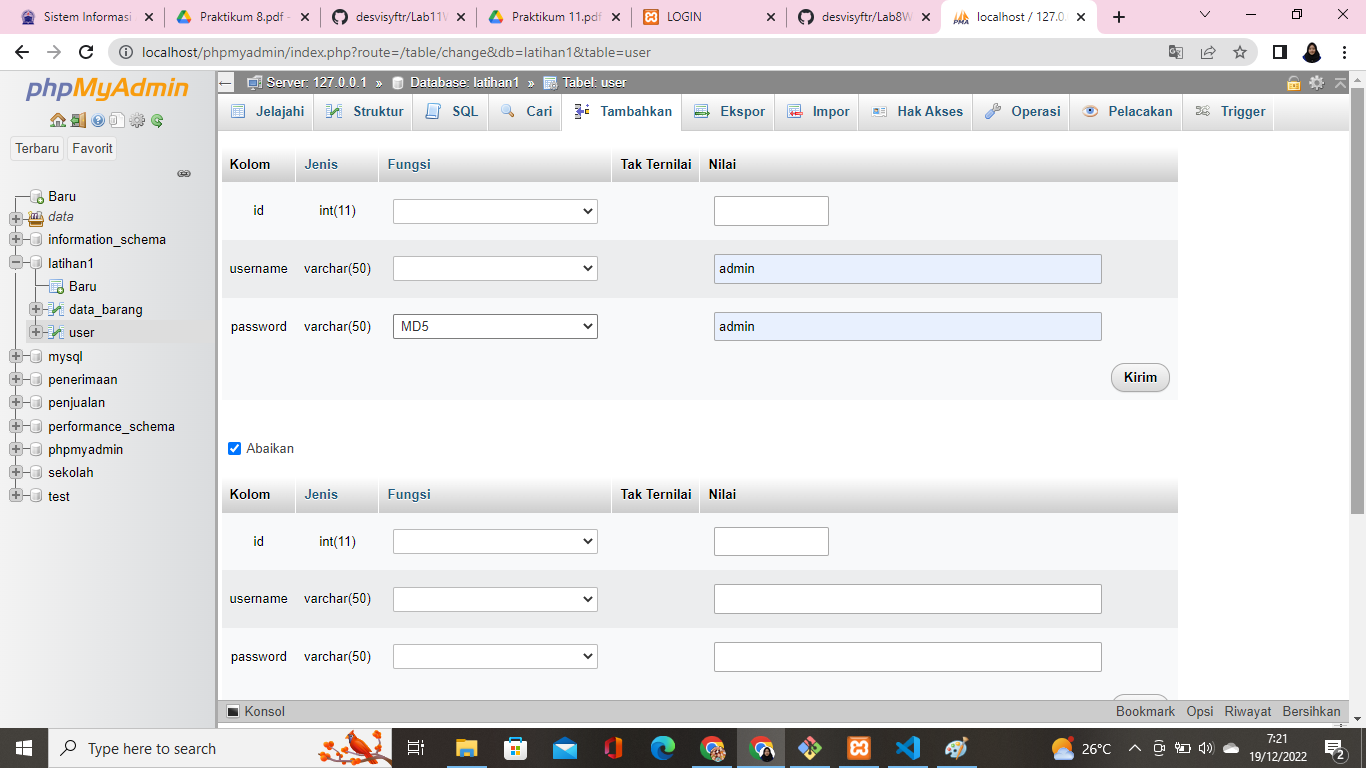 Sistem Informasi
Praktikum 8.pdf -
desvisyftr/Lab11W
Praktikum 11.pdf
LOGIN
desvisyftr/Lab8W
localhost / 127.0.
localhost/phpmyadmin/index.php?route=/table/change&db=latihan1&table=user
phpMyAdmin
Server: 127.0.0.1 » Database: latihan1 » Tabel: user
Jelajahi Struktur SQL Cari Tambahkan Ekspor Impor Hak Akses Operasi Pelacakan Trigger
Terbaru Favorit
Baru
data
information_schema
latihan1
Baru
data_barang
user
mysql
penerimaan
penjualan
performance_schema
phpmyadmin
sekolah
test
Kolom Jenis Fungsi Tak Ternilai Nilai
id int(11)
username varchar(50) admin
password varchar(50) MD5 admin
Kirim
Abaikan
Kolom Jenis Fungsi Tak Ternilai Nilai
id int(11)
username varchar(50)
password varchar(50)
Konsol Bookmark Opsi Riwayat Bersihkan
Type here to search
26°C
7:21
19/12/2022
2